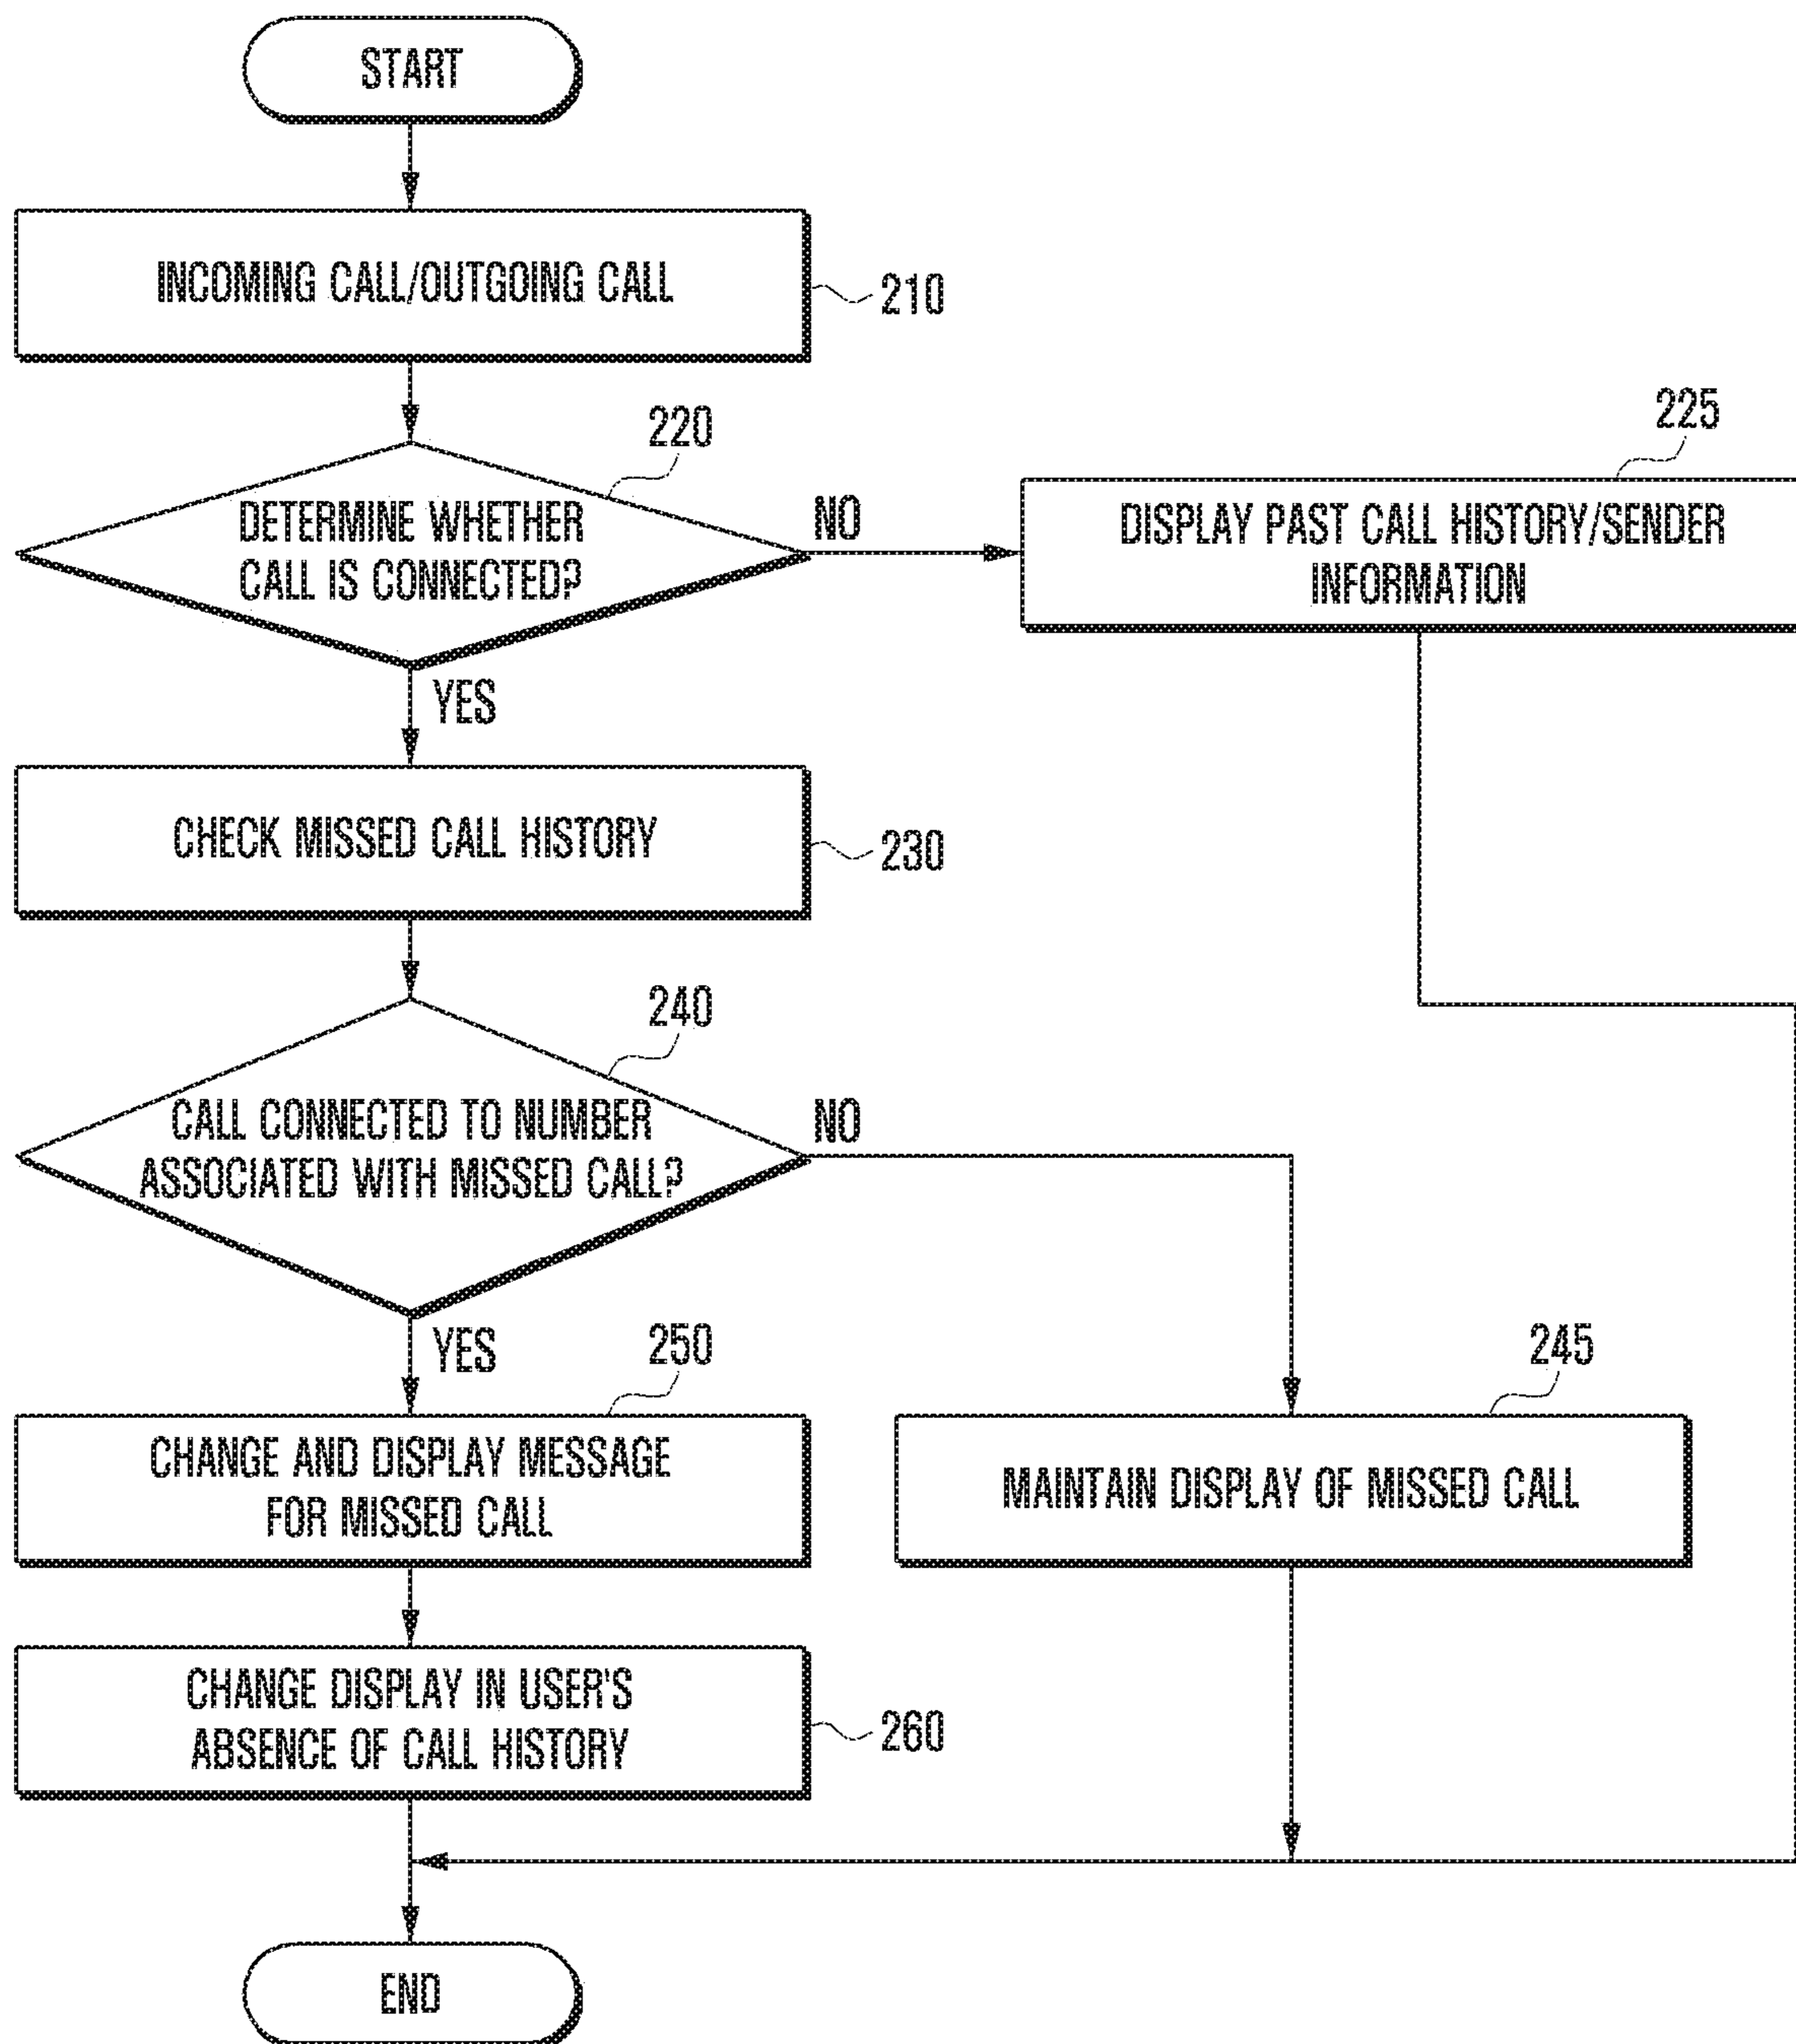 START
INCOMING CALL/OUTGOING CALL
210
220
DETERMINE WHETHER
CALL IS CONNECTED?
NO
225
DISPLAY PAST CALL HISTORY/SENDER
INFORMATION
YES
CHECK MISSED CALL HISTORY
230
240
CALL CONNECTED TO NUMBER
ASSOCIATED WITH MISSED CALL?
NO
YES
250
CHANGE AND DISPLAY MESSAGE
FOR MISSED CALL
245
MAINTAIN DISPLAY OF MISSED CALL
CHANGE DISPLAY IN USER'S
ABSENCE OF CALL HISTORY
260
END